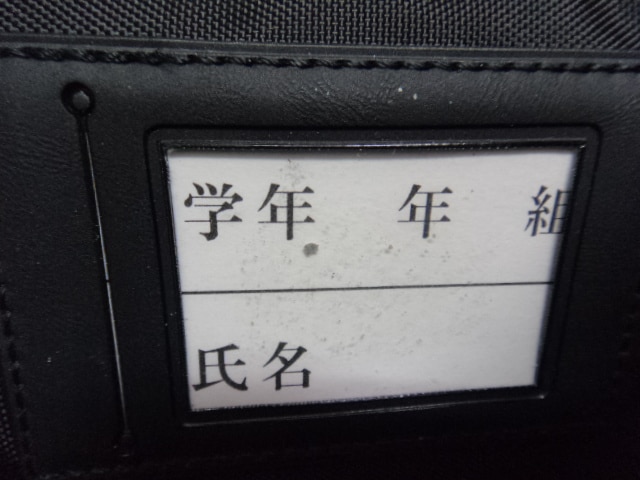 学年 年 組
氏名